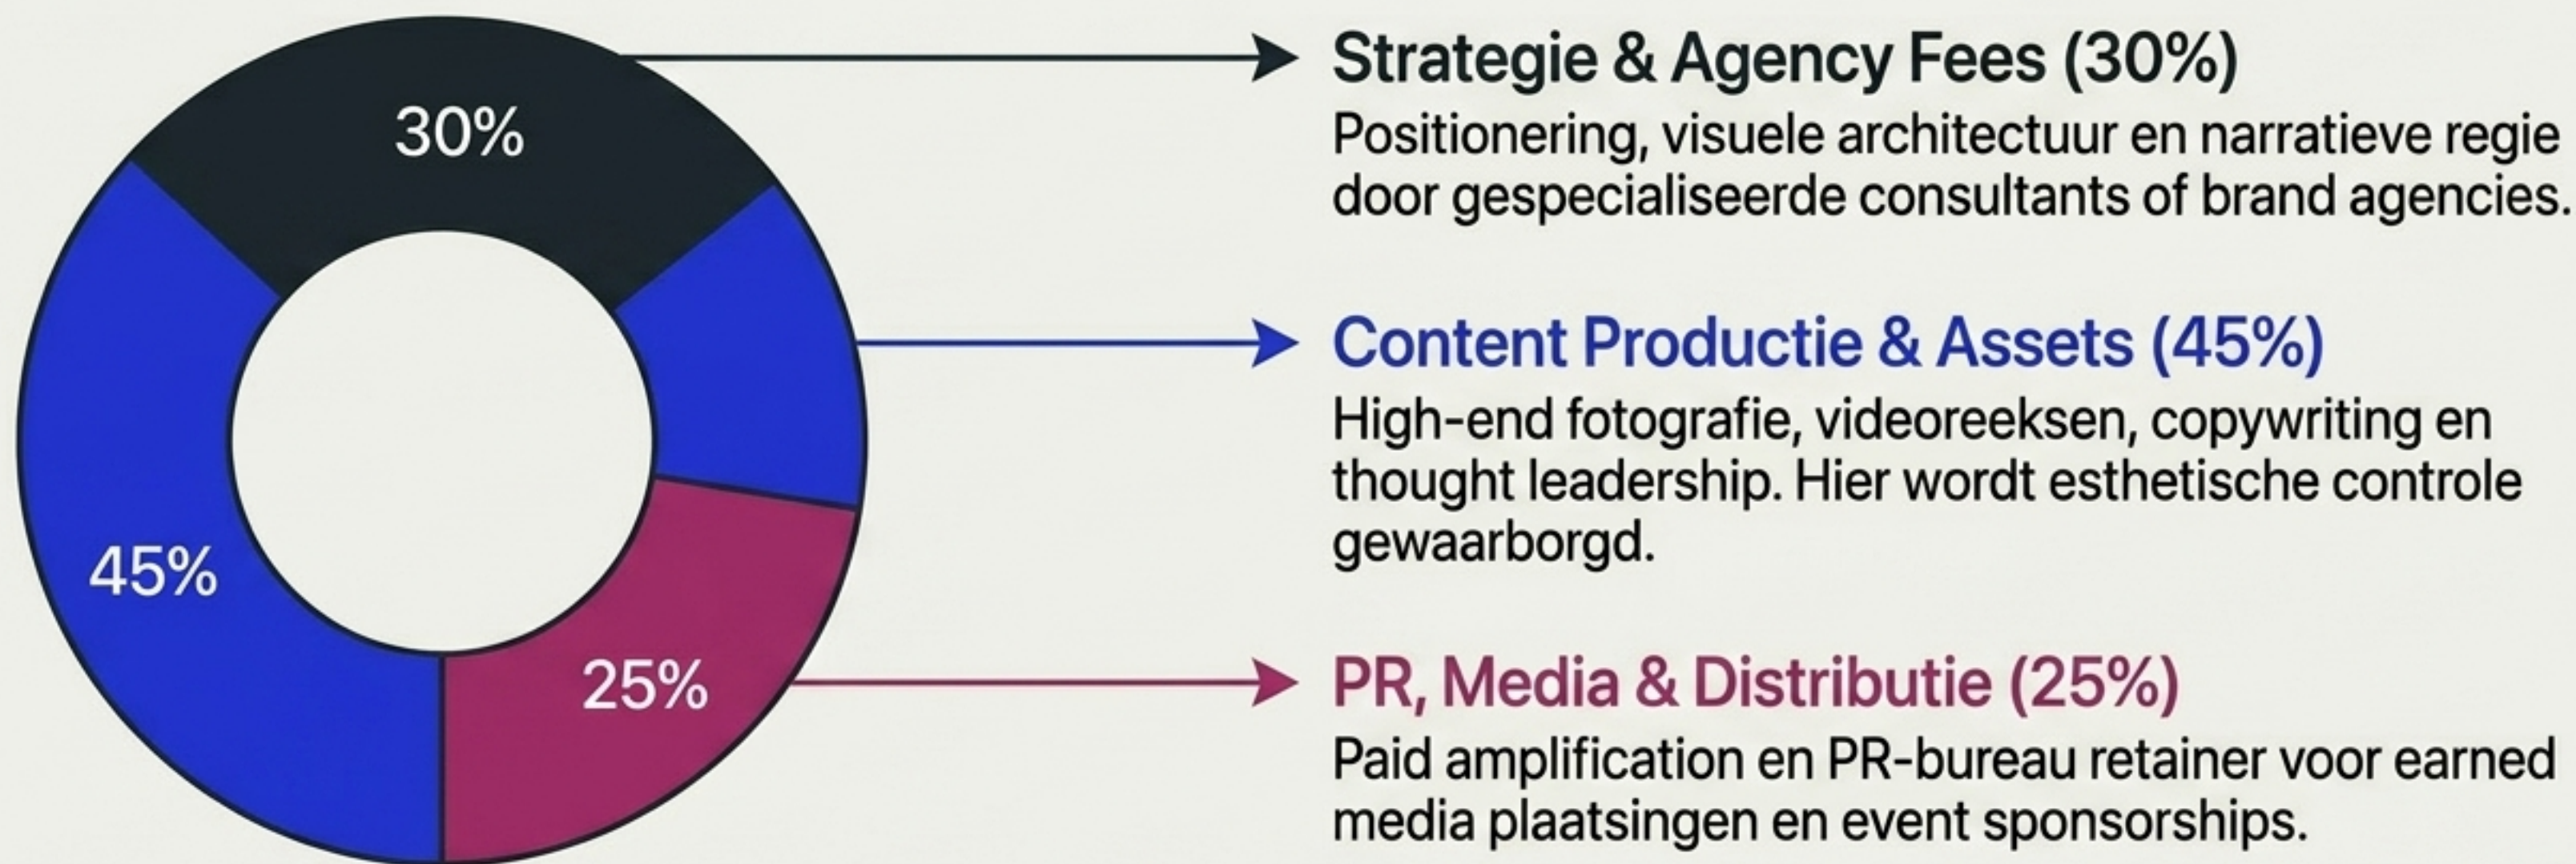 30%
45%
25%
Strategie & Agency Fees (30%)
Positionering, visuele architectuur en narratieve regie
door gespecialiseerde consultants of brand agencies.
Content Productie & Assets (45%)
High-end fotografie, videoreeksen, copywriting en
thought leadership. Hier wordt esthetische controle
gewaarborgd.
PR, Media & Distributie (25%)
Paid amplification en PR-bureau retainer voor earned
media plaatsingen en event sponsorships.